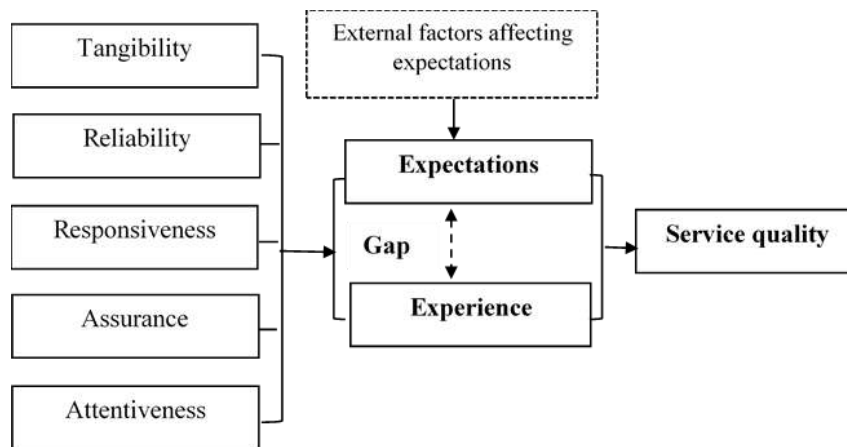 Tangibility
Reliability
Responsiveness
Assurance
Attentiveness
External factors affecting
expectations
Expectations
Gap
Experience
Service quality